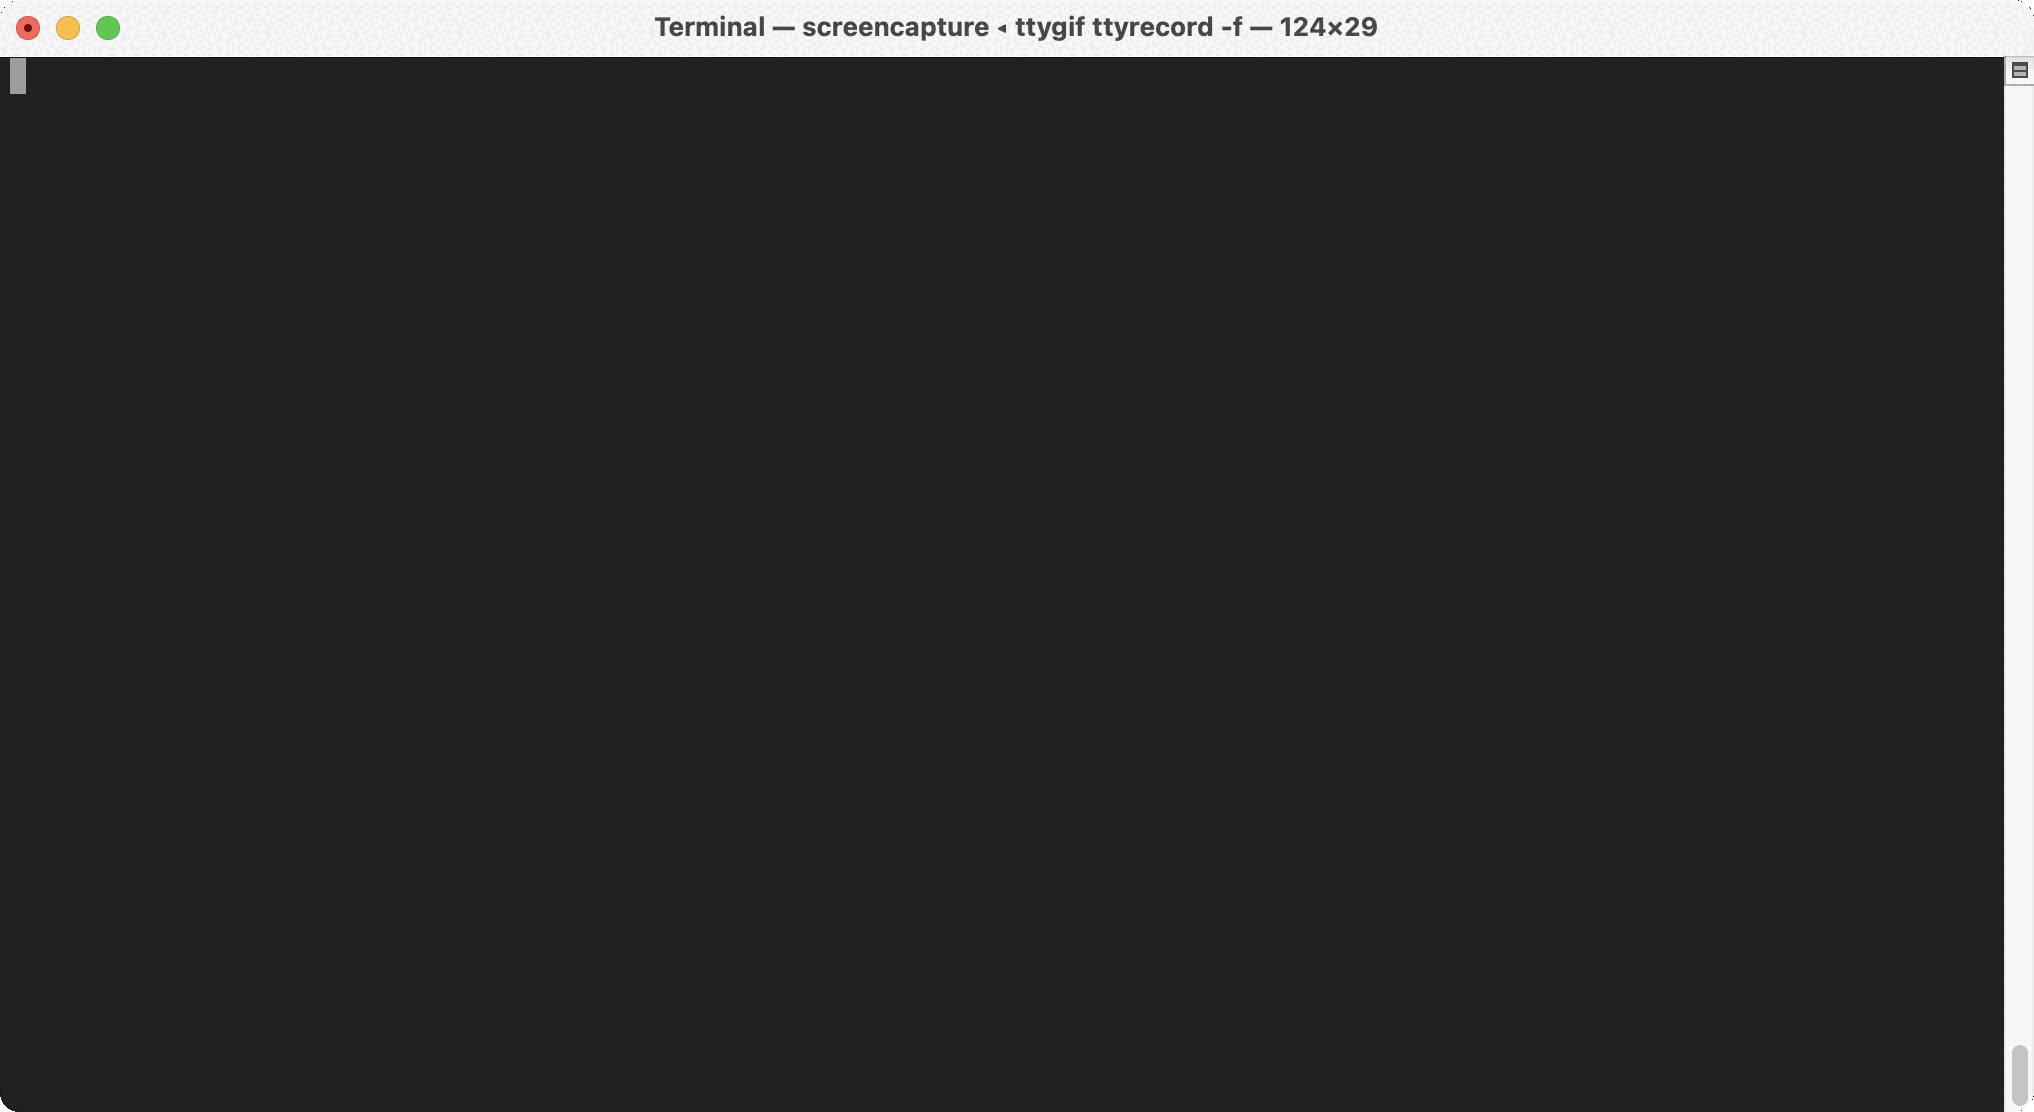 Terminal — screencapture ◂ ttygif ttyrecord -f — 124×29